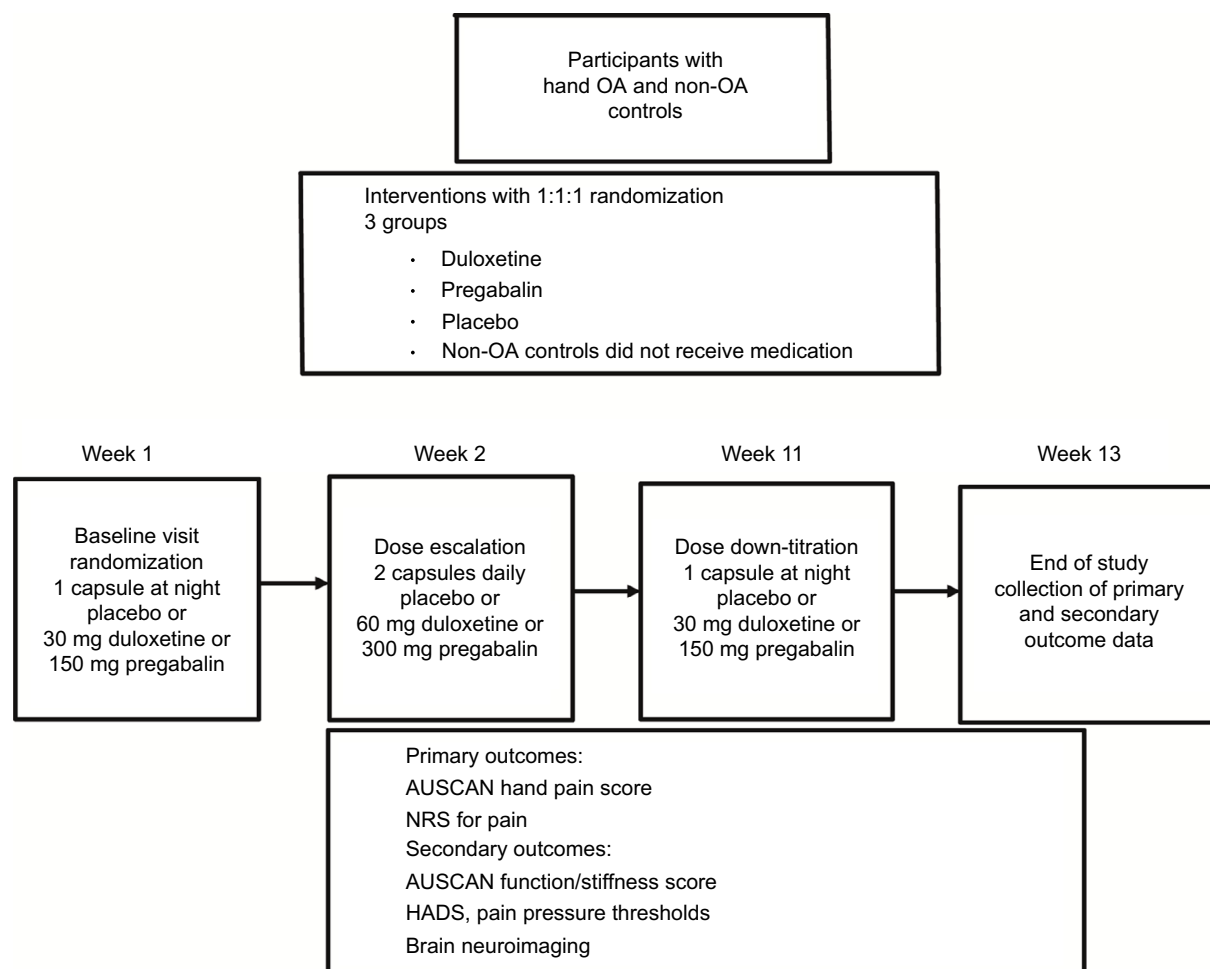 Participants with
hand OA and non-OA
controls
Interventions with 1:1:1 randomization
3 groups
· Duloxetine
· Pregabalin
· Placebo
· Non-OA controls did not receive medication
Week 1
Week 2
Week 11
Week 13
Baseline visit
randomization
1 capsule at night
placebo or
30 mg duloxetine or
150 mg pregabalin
Dose escalation
2 capsules daily
placebo or
60 mg duloxetine or
300 mg pregabalin
Dose down-titration
1 capsule at night
placebo or
30 mg duloxetine or
150 mg pregabalin
End of study
collection of primary
and secondary
outcome data
Primary outcomes:
AUSCAN hand pain score
NRS for pain
Secondary outcomes:
AUSCAN function/stiffness score
HADS, pain pressure thresholds
Brain neuroimaging